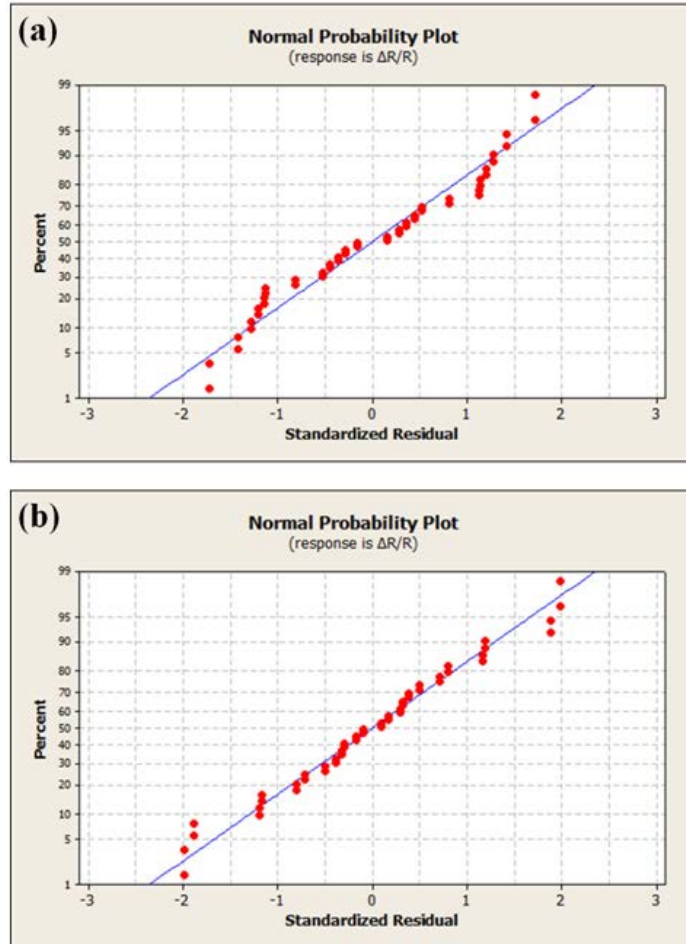 (a)
Normal Probability Plot
(response is ΔR/R)
99
95
90
80
70
60
50
40
30
20
10
5
1
Percent
-3 -2 -1 0 1 2 3
Standardized Residual
(b)
Normal Probability Plot
(response is ΔR/R)
99
95
90
80
70
60
50
40
30
20
10
5
1
Percent
-3 -2 -1 0 1 2 3
Standardized Residual